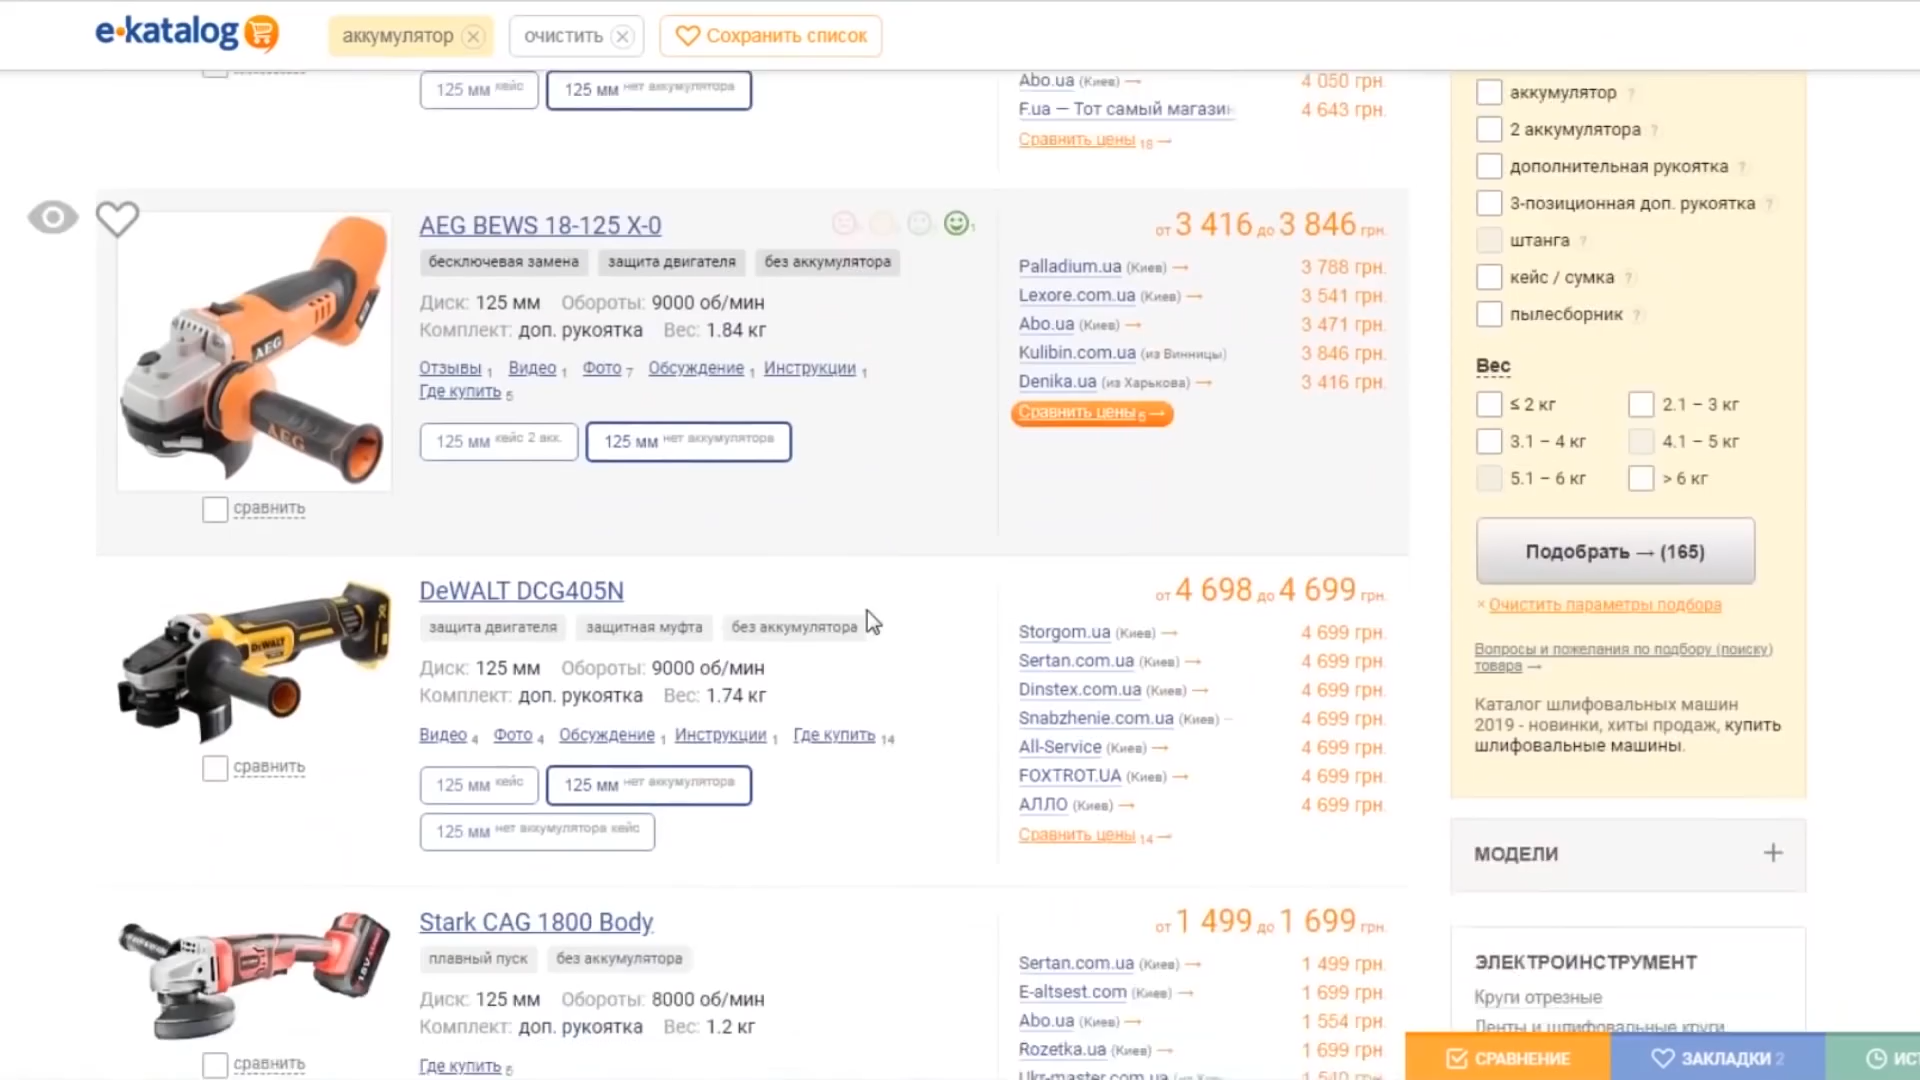 e·katalog
аккумулятор
очистить
Сохранить список
125 мм кейс
125 мм нет аккумулятора
Abo.ua (Киев) → 4 050 грн.
F.ua — Тот самый магазин 4 643 грн.
Сравнить цены 18 →
AEG BEWS 18-125 X-0
1
бесключевая замена
защита двигателя
без аккумулятора
Диск: 125 мм Обороты: 9000 об/мин
Комплект: доп. рукоятка Вес: 1.84 кг
Отзывы 1 Видео 1 Фото 7 Обсуждение 1 Инструкции 1
Где купить 5
125 мм кейс 2 акк.
125 мм нет аккумулятора
AEG
AEG
сравнить
от 3 416 до 3 846 грн.
Palladium.ua (Киев) → 3 788 грн.
Lexore.com.ua (Киев) → 3 541 грн.
Abo.ua (Киев) → 3 471 грн.
Kulibin.com.ua (из Винницы) 3 846 грн.
Denika.ua (из Харькова) → 3 416 грн.
Сравнить цены 5 →
DeWALT DCG405N
защита двигателя
защитная муфта
без аккумулятора
Диск: 125 мм Обороты: 9000 об/мин
Комплект: доп. рукоятка Вес: 1.74 кг
Видео 4 Фото 4 Обсуждение 1 Инструкции 1 Где купить 14
125 мм кейс
125 мм нет аккумулятора
125 мм нет аккумулятора кейс
DEWALT
сравнить
от 4 698 до 4 699 грн.
Storgom.ua (Киев) → 4 699 грн.
Sertan.com.ua (Киев) → 4 699 грн.
Dinstex.com.ua (Киев) → 4 699 грн.
Snabzhenie.com.ua (Киев) 4 699 грн.
All-Service (Киев) → 4 699 грн.
FOXTROT.UA (Киев) → 4 699 грн.
АЛЛО (Киев) → 4 699 грн.
Сравнить цены 14 →
Stark CAG 1800 Body
плавный пуск
без аккумулятора
Диск: 125 мм Обороты: 8000 об/мин
Комплект: доп. рукоятка Вес: 1.2 кг
Где купить 6
сравнить
от 1 499 до 1 699 грн.
Sertan.com.ua (Киев) → 1 499 грн.
E-altsest.com (Киев) → 1 699 грн.
Abo.ua (Киев) → 1 554 грн.
Rozetka.ua (Киев) → 1 699 грн.
Ukr-master.com.ua 1 540 грн.
аккумулятор ?
2 аккумулятора ?
дополнительная рукоятка ?
3-позиционная доп. рукоятка ?
штанга ?
кейс / сумка ?
пылесборник ?
Вес
≤ 2 кг
2.1 – 3 кг
3.1 – 4 кг
4.1 – 5 кг
5.1 – 6 кг
> 6 кг
Подобрать → (165)
× Очистить параметры подбора
Вопросы и пожелания по подбору (поиску)
товара →
Каталог шлифовальных машин
2019 - новинки, хиты продаж, купить
шлифовальные машины.
МОДЕЛИ +
ЭЛЕКТРОИНСТРУМЕНТ
Круги отрезные
Ленты и шлифовальные круги
СРАВНЕНИЕ
ЗАКЛАДКИ 2
ИСТ